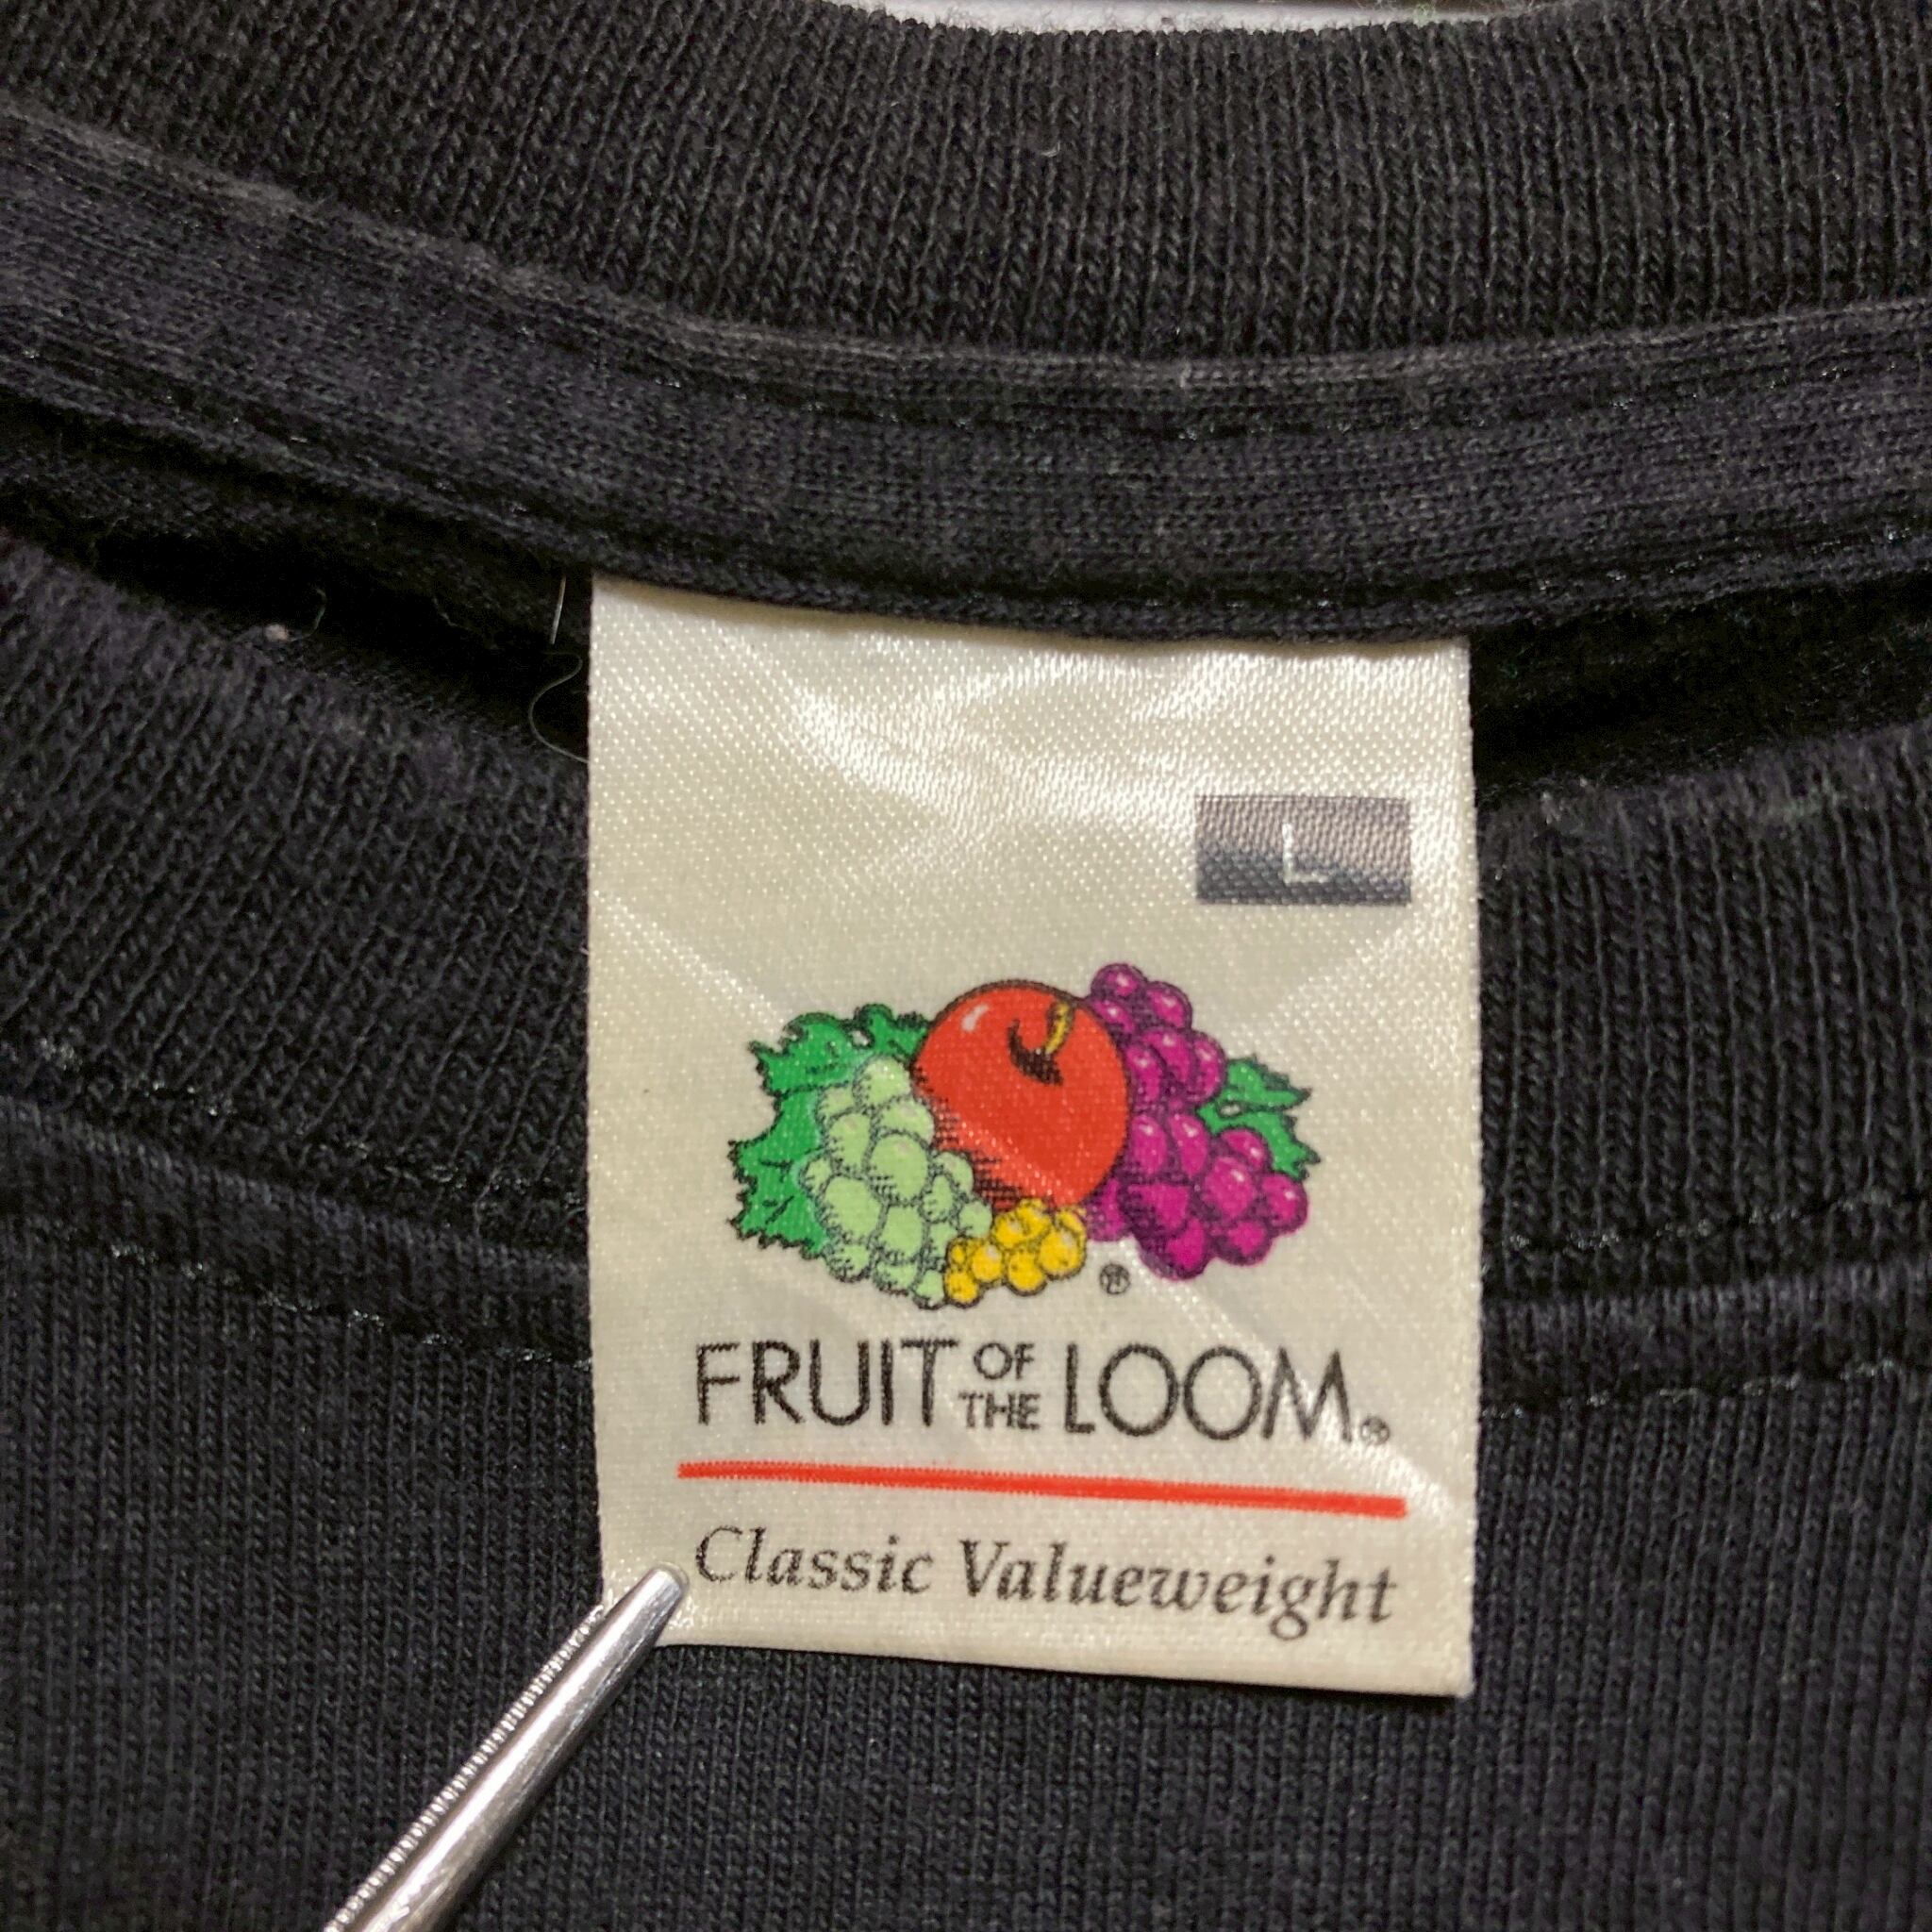 L
®
FRUIT OF THE LOOM®
Classic Valueweight